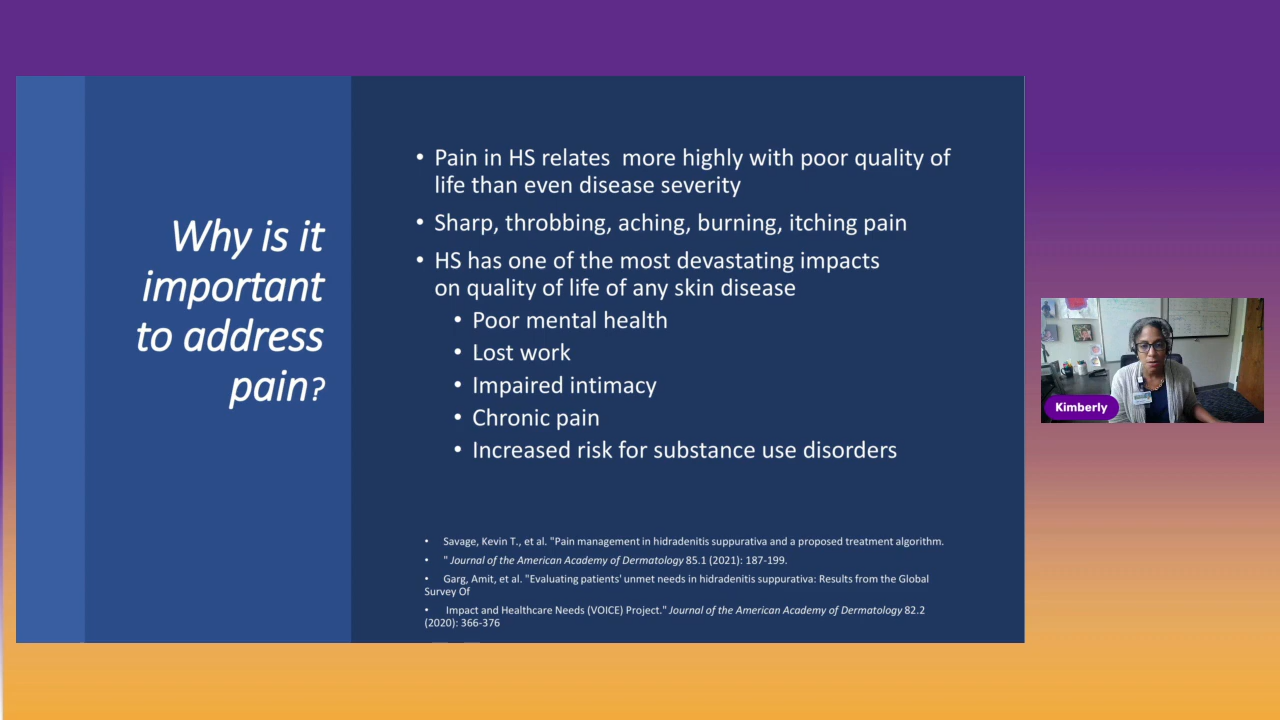 Why is it
important
to address
pain?
• Pain in HS relates  more highly with poor quality of
life than even disease severity
• Sharp, throbbing, aching, burning, itching pain
• HS has one of the most devastating impacts
on quality of life of any skin disease
• Poor mental health
• Lost work
• Impaired intimacy
• Chronic pain
• Increased risk for substance use disorders
• Savage, Kevin T., et al. "Pain management in hidradenitis suppurativa and a proposed treatment algorithm.
• " Journal of the American Academy of Dermatology 85.1 (2021): 187-199.
• Garg, Amit, et al. "Evaluating patients' unmet needs in hidradenitis suppurativa: Results from the Global
Survey Of
• Impact and Healthcare Needs (VOICE) Project." Journal of the American Academy of Dermatology 82.2
(2020): 366-376
Kimberly